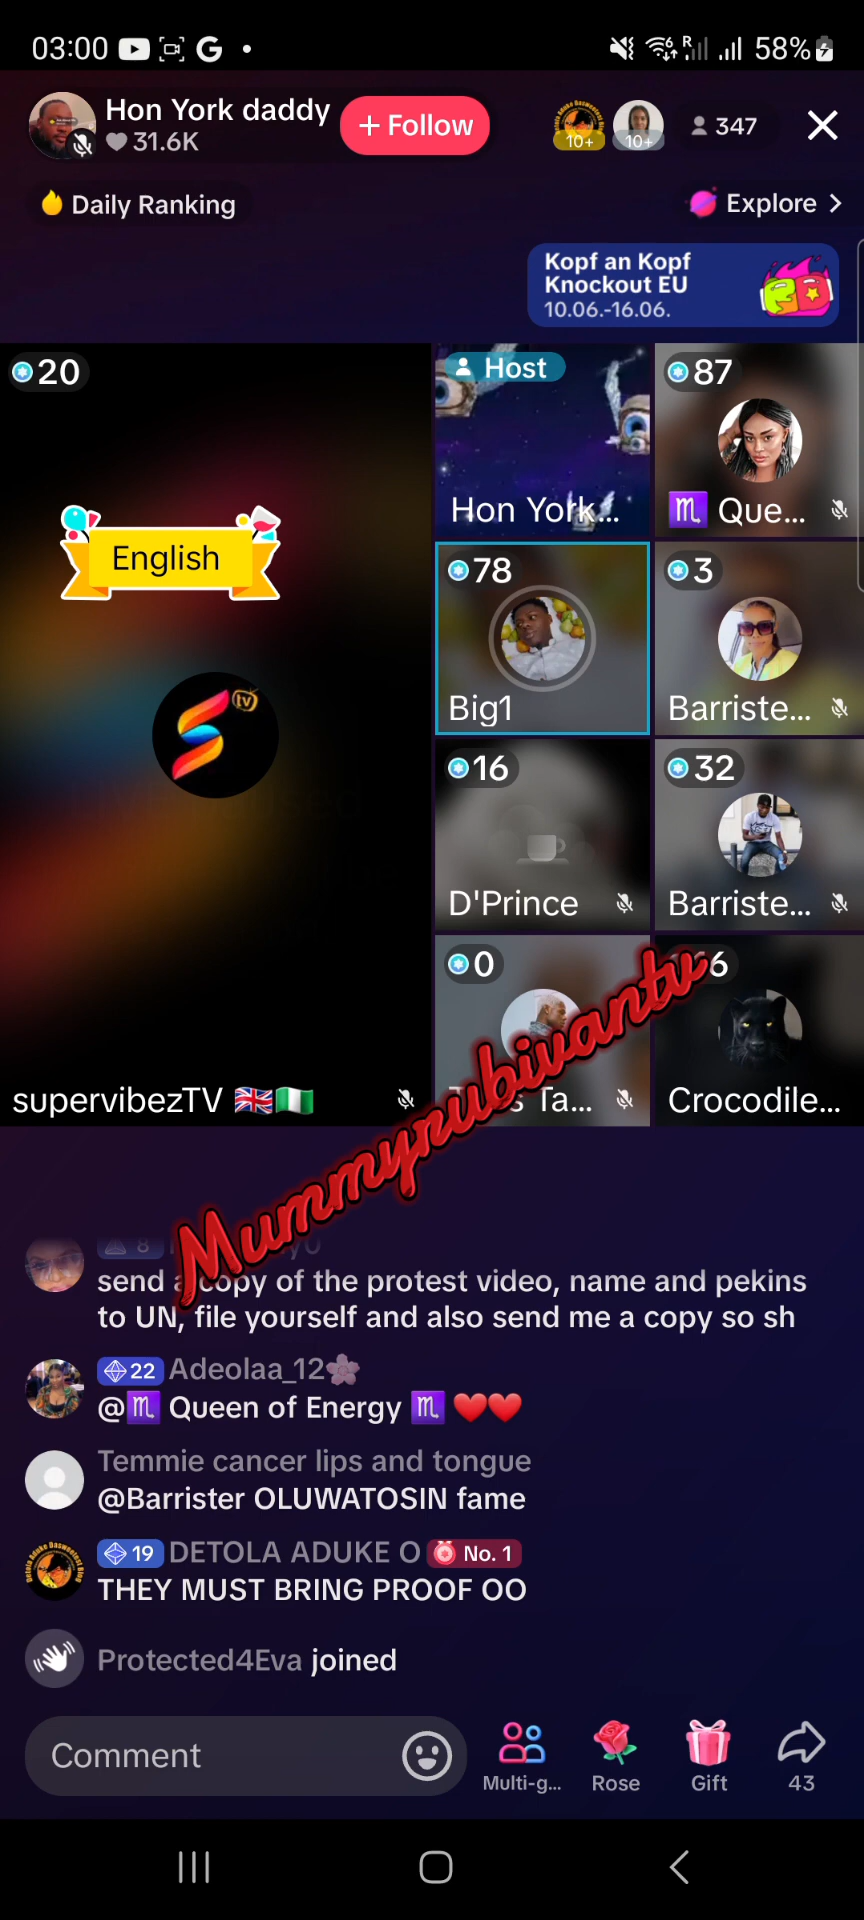 03:00
G
R
58%
Hon York daddy
31.6K
+ Follow
10+
10+
347
Daily Ranking
Explore
Kopf an Kopf
Knockout EU
10.06.-16.06.
20
Host
Hon York...
87
♏ Que...
English
tv
78
Big1
3
Barriste...
16
D'Prince
32
Barriste...
0
Ta...
6
Crocodile...
supervibezTV 🇬🇧🇳🇬
Mummyrubivantv
8
send a copy of the protest video, name and pekins
to UN, file yourself and also send me a copy so sh
22 Adeolaa_12🌸
@♏ Queen of Energy ♏ ❤️❤️
Temmie cancer lips and tongue
@Barrister OLUWATOSIN fame
19 DETOLA ADUKE O No. 1
THEY MUST BRING PROOF OO
Protected4Eva joined
Comment
Multi-g...
Rose
Gift
43